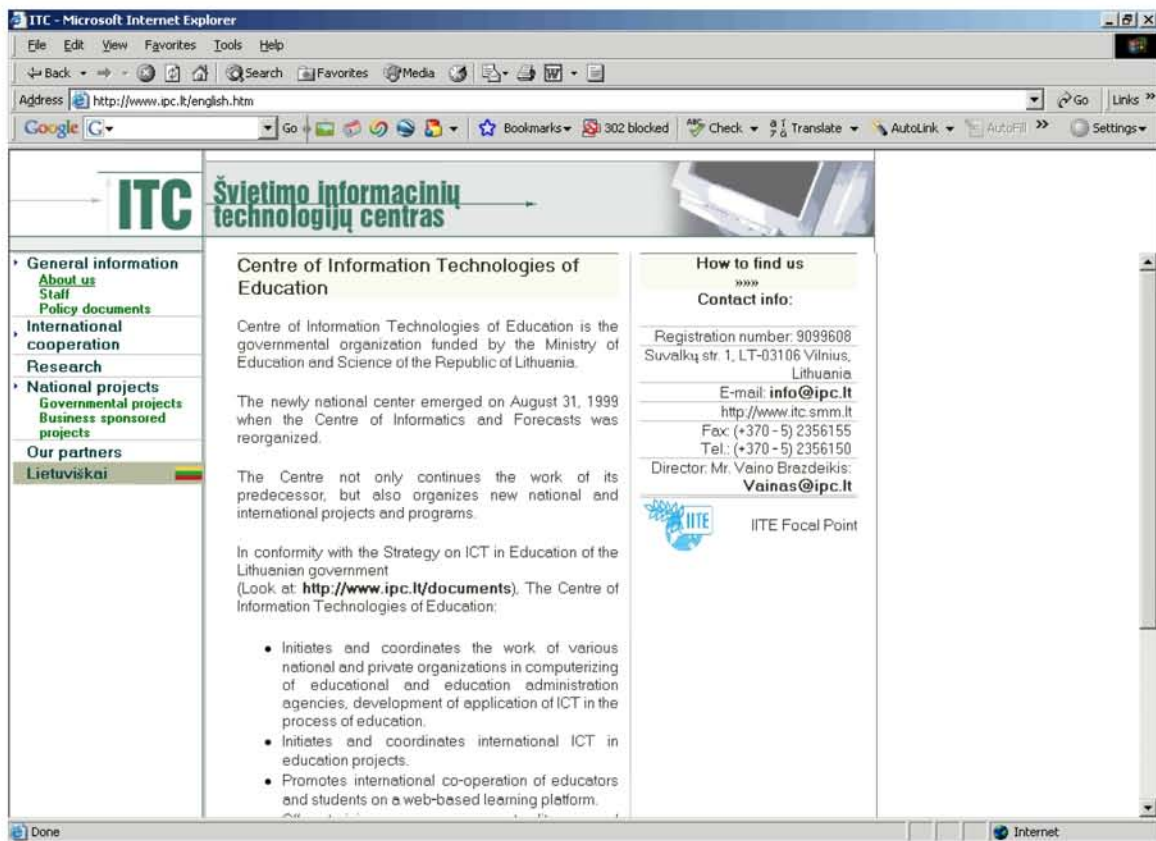 ITC - Microsoft Internet Explorer
File Edit View Favorites Tools Help
Back Search Favorites Media
Address http://www.ipc.lt/english.htm Go Links »
Google G Go Bookmarks 302 blocked Check Translate AutoLink AutoFill » Settings
ITC
Švietimo informacinių
technologijų centras
General information
About us
Staff
Policy documents
International
cooperation
Research
National projects
Governmental projects
Business sponsored
projects
Our partners
Lietuviškai
Centre of Information Technologies of
Education
Centre of Information Technologies of Education is the
governmental organization funded by the Ministry of
Education and Science of the Republic of Lithuania.
The newly national center emerged on August 31, 1999
when the Centre of Informatics and Forecasts was
reorganized.
The Centre not only continues the work of its
predecessor, but also organizes new national and
international projects and programs.
In conformity with the Strategy on ICT in Education of the
Lithuanian government
(Look at: http://www.ipc.lt/documents), The Centre of
Information Technologies of Education:
• Initiates and coordinates the work of various
national and private organizations in computerizing
of educational and education administration
agencies, development of application of ICT in the
process of education.
• Initiates and coordinates international ICT in
education projects.
• Promotes international co-operation of educators
and students on a web-based learning platform.
How to find us
»»»
Contact info:
Registration number: 9099608
Suvalkų str. 1, LT-03106 Vilnius,
Lithuania
E-mail: info@ipc.lt
http://www.itc.smm.lt
Fax: (+370 - 5) 2356155
Tel.: (+370 - 5) 2356150
Director: Mr. Vaino Brazdeikis:
Vainas@ipc.lt
IITE
IITE Focal Point
Done Internet